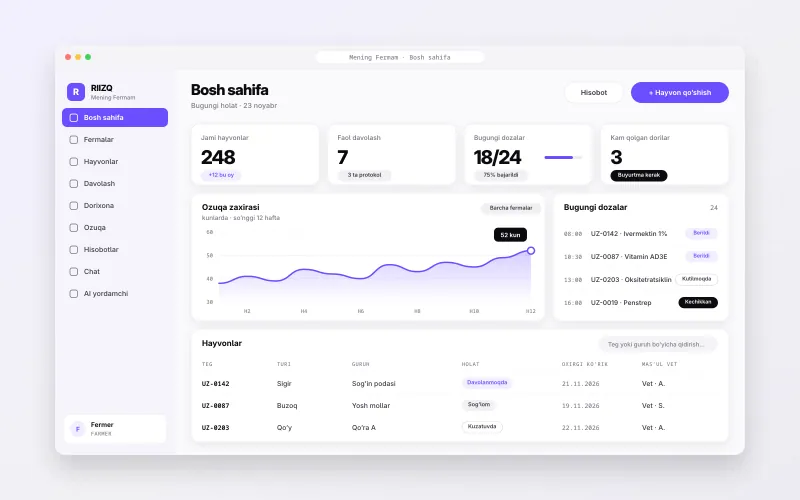 Mening Fermam · Bosh sahifa
R
RIIZQ
Mening Fermam
Bosh sahifa
Fermalar
Hayvonlar
Davolash
Dorixona
Ozuqa
Hisobotlar
Chat
AI yordamchi
F
Fermer
FARMER
Bosh sahifa
Bugungi holat · 23 noyabr
Hisobot
+ Hayvon qo'shish
Jami hayvonlar
248
+12 bu oy
Faol davolash
7
3 ta protokol
Bugungi dozalar
18/24
75% bajarildi
Kam qolgan dorilar
3
Buyurtma kerak
Ozuqa zaxirasi
kunlarda · so'nggi 12 hafta
Barcha fermalar
52 kun
60
50
40
30
H2 H4 H6 H8 H10 H12
Bugungi dozalar 24
08:00 UZ-0142 · Ivermektin 1% Berildi
10:30 UZ-0087 · Vitamin AD3E Berildi
13:00 UZ-0203 · Oksitetratsiklin Kutilmoqda
16:00 UZ-0019 · Penstrep Kechikkan
Hayvonlar
Teg yoki guruh bo'yicha qidirish…
TEG TURI GURUH HOLAT OXIRGI KO'RIK MAS'UL VET
UZ-0142 Sigir Sog'in podasi Davolanmoqda 21.11.2026 Vet · A.
UZ-0087 Buzoq Yosh mollar Sog'lom 19.11.2026 Vet · S.
UZ-0203 Qo'y Qo'ra A Kuzatuvda 22.11.2026 Vet · A.